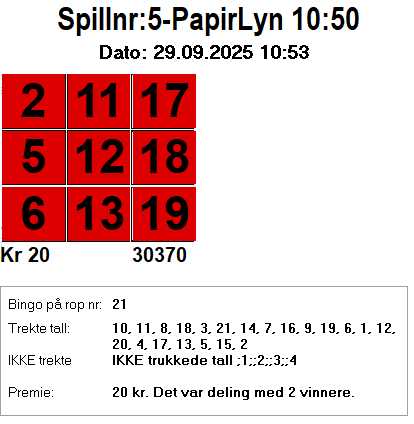 Spillnr:5-PapirLyn 10:50
Dato: 29.09.2025 10:53
2 11 17
5 12 18
6 13 19
Kr 20 30370
Bingo på rop nr: 21
Trekte tall: 10, 11, 8, 18, 3, 21, 14, 7, 16, 9, 19, 6, 1, 12,
20, 4, 17, 13, 5, 15, 2
IKKE trekte IKKE trukkede tall ;1;;2;;3;;4
Premie: 20 kr. Det var deling med 2 vinnere.